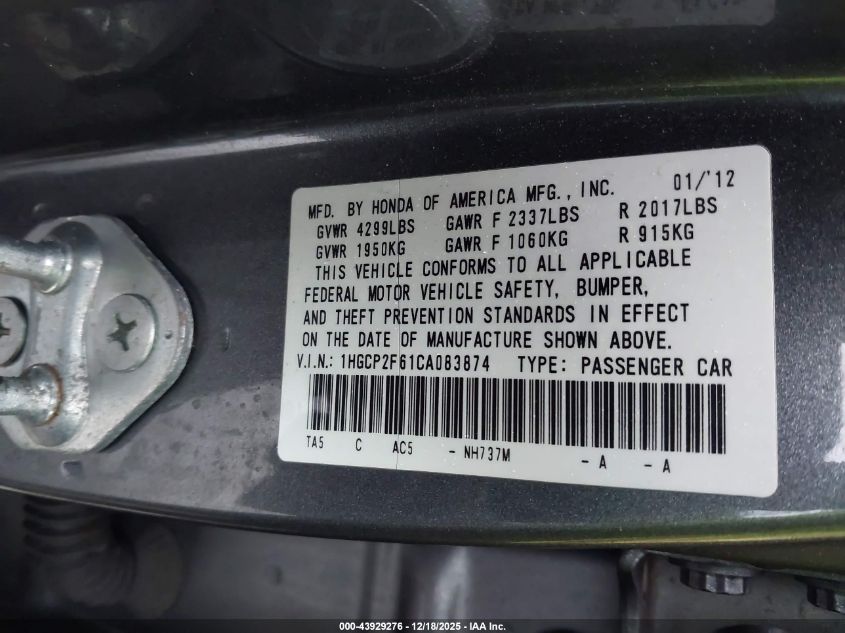 MFD. BY HONDA OF AMERICA MFG., INC. 01/'12
GVWR 4299LBS GAWR F 2337LBS R 2017LBS
GVWR 1950KG GAWR F 1060KG R 915KG
THIS VEHICLE CONFORMS TO ALL APPLICABLE
FEDERAL MOTOR VEHICLE SAFETY, BUMPER,
AND THEFT PREVENTION STANDARDS IN EFFECT
ON THE DATE OF MANUFACTURE SHOWN ABOVE.
V.I.N.: 1HGCP2F61CA083874 TYPE: PASSENGER CAR
TA5 C AC5 - NH737M - A - A
000-43929276 - 12/18/2025 - IAA Inc.